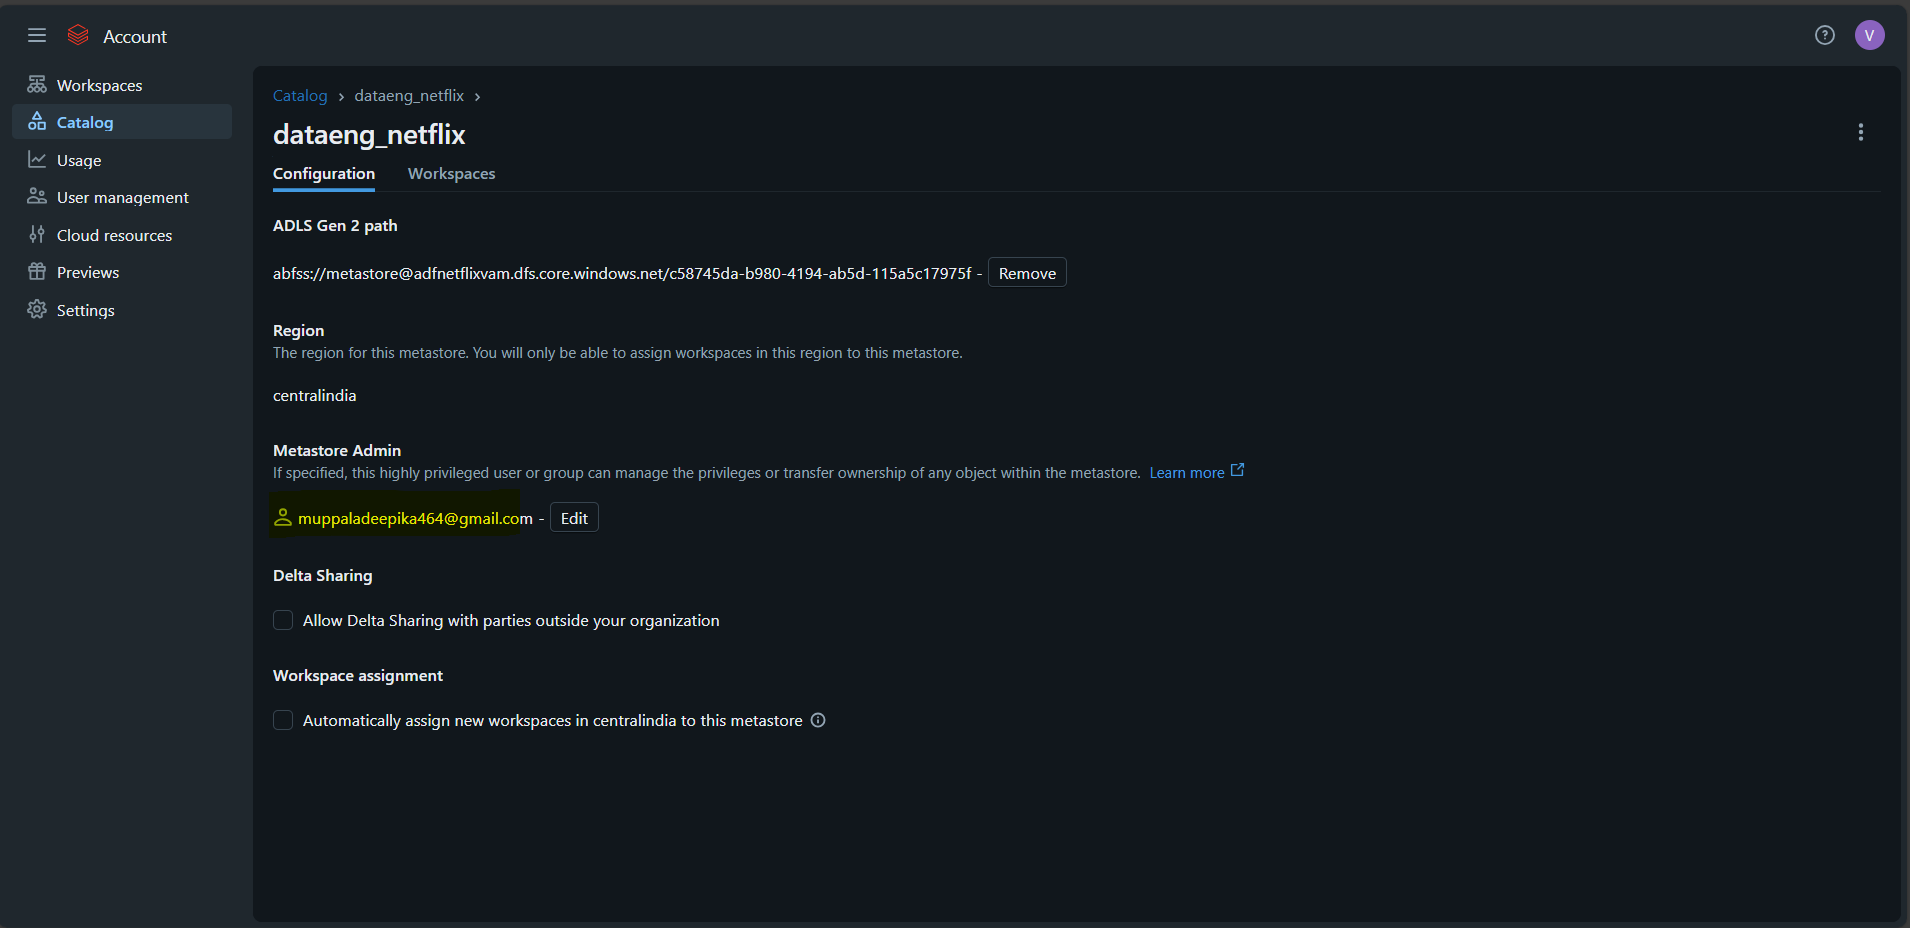 Account
V
Workspaces
Catalog
Usage
User management
Cloud resources
Previews
Settings
Catalog › dataeng_netflix ›
dataeng_netflix
Configuration Workspaces
ADLS Gen 2 path
abfss://metastore@adfnetflixvam.dfs.core.windows.net/c58745da-b980-4194-ab5d-115a5c17975f - Remove
Region
The region for this metastore. You will only be able to assign workspaces in this region to this metastore.
centralindia
Metastore Admin
If specified, this highly privileged user or group can manage the privileges or transfer ownership of any object within the metastore. Learn more
muppaladeepika464@gmail.com - Edit
Delta Sharing
Allow Delta Sharing with parties outside your organization
Workspace assignment
Automatically assign new workspaces in centralindia to this metastore